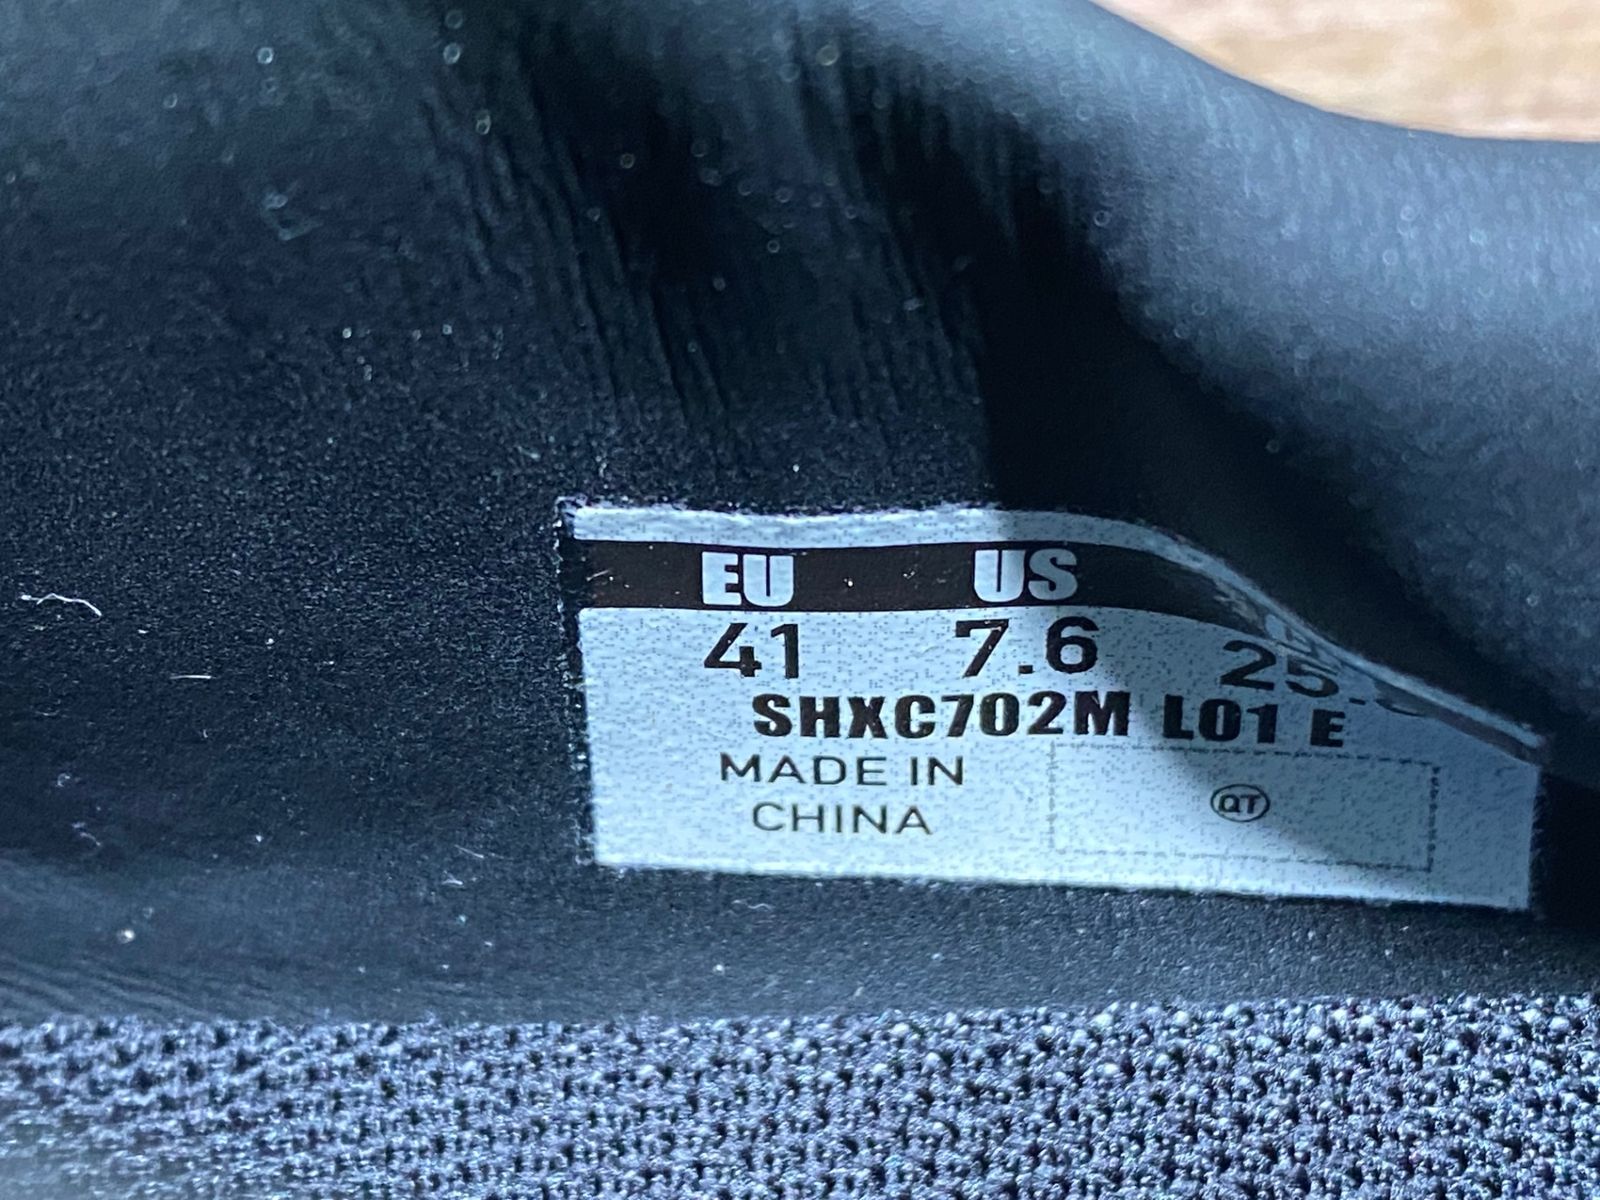 EU US
41 7.6
SHXC702M L01 E
MADE IN
CHINA
QT